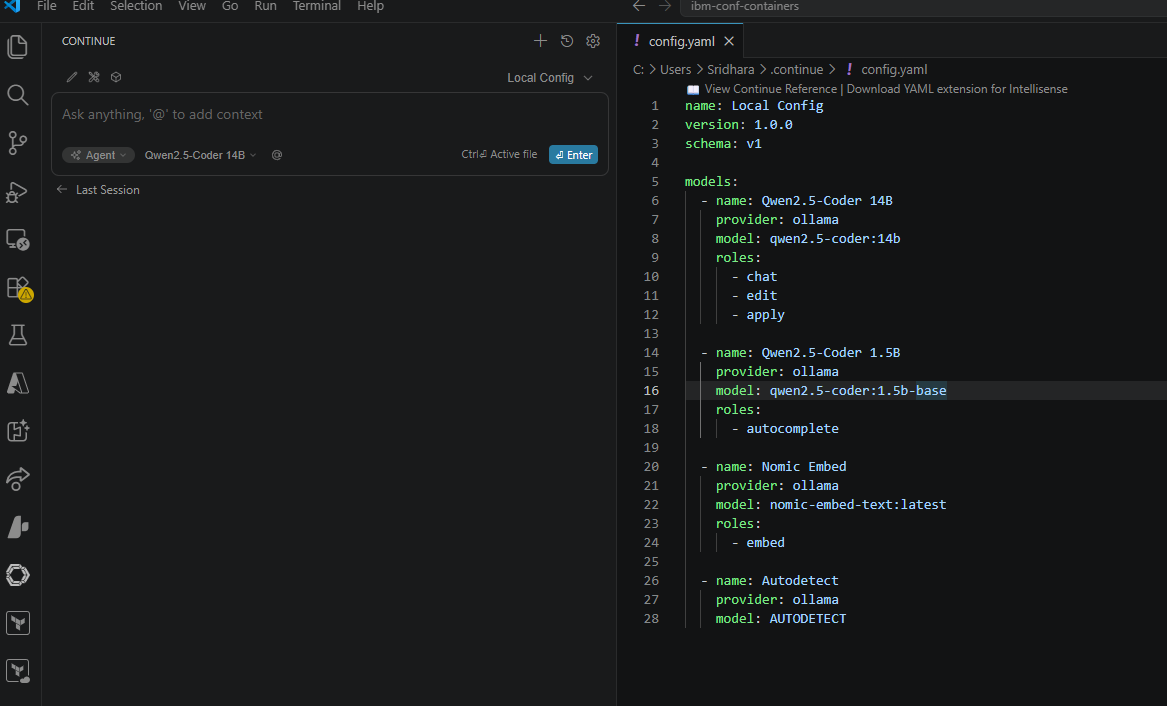 File Edit Selection View Go Run Terminal Help
ibm-conf-containers
CONTINUE
Local Config
Ask anything, '@' to add context
Agent Qwen2.5-Coder 14B @ Ctrl⏎ Active file ⏎ Enter
Last Session
! config.yaml
C: > Users > Sridhara > .continue > ! config.yaml
View Continue Reference | Download YAML extension for Intellisense
1 name: Local Config
2 version: 1.0.0
3 schema: v1
4
5 models:
6 - name: Qwen2.5-Coder 14B
7 provider: ollama
8 model: qwen2.5-coder:14b
9 roles:
10 - chat
11 - edit
12 - apply
13
14 - name: Qwen2.5-Coder 1.5B
15 provider: ollama
16 model: qwen2.5-coder:1.5b-base
17 roles:
18 - autocomplete
19
20 - name: Nomic Embed
21 provider: ollama
22 model: nomic-embed-text:latest
23 roles:
24 - embed
25
26 - name: Autodetect
27 provider: ollama
28 model: AUTODETECT